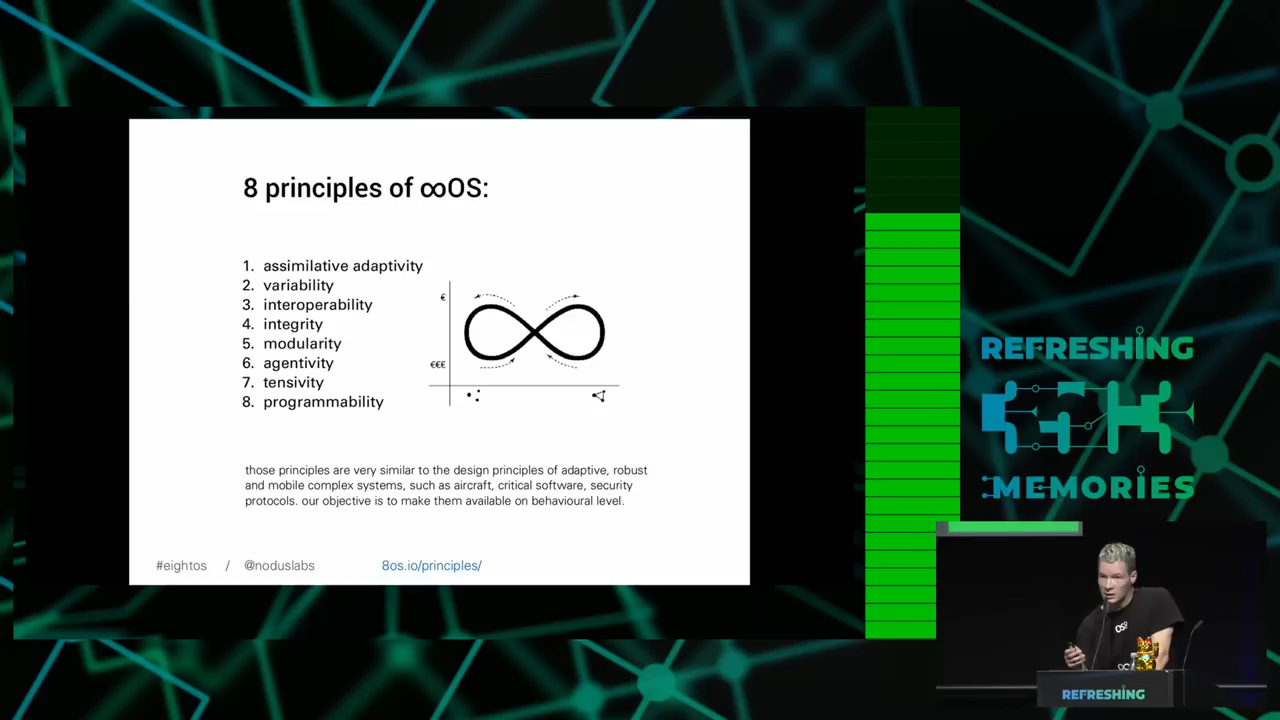 8 principles of ∞OS:
1. assimilative adaptivity
2. variability
3. interoperability
4. integrity
5. modularity
6. agentivity
7. tensivity
8. programmability
€
€€€
those principles are very similar to the design principles of adaptive, robust
and mobile complex systems, such as aircraft, critical software, security
protocols. our objective is to make them available on behavioural level.
#eightos / @noduslabs 8os.io/principles/
REFRESHING
MEMORIES
REFRESHING